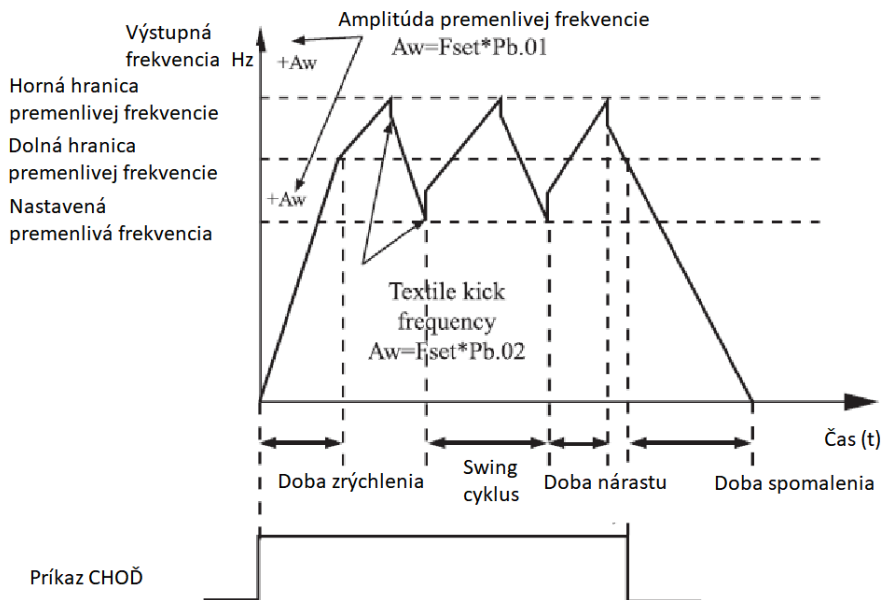 Amplitúda premenlivej frekvencie
Aw=Fset*Pb.01
Výstupná
frekvencia Hz
+Aw
Horná hranica
premenlivej frekvencie
Dolná hranica
premenlivej frekvencie
+Aw
Nastavená
premenlivá frekvencia
Textile kick
frequency
Aw=Fset*Pb.02
Čas (t)
Doba zrýchlenia
Swing
cyklus
Doba nárastu
Doba spomalenia
Príkaz CHOĎ